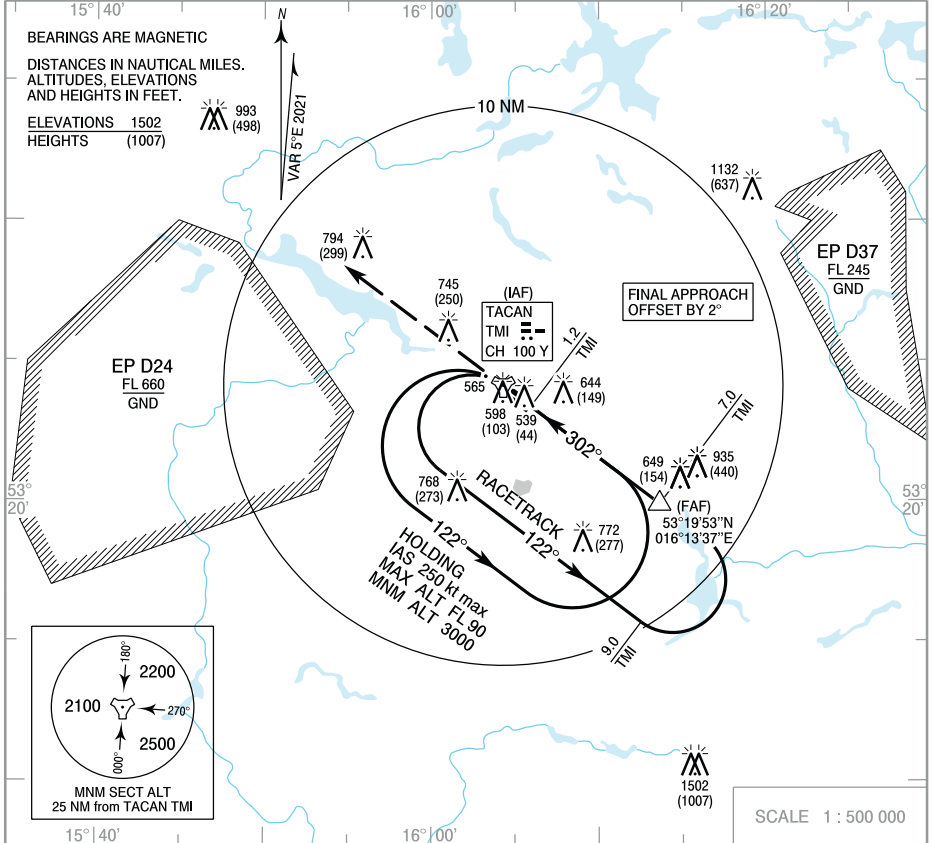 15°40'
16°00'
16°20'
BEARINGS ARE MAGNETIC
DISTANCES IN NAUTICAL MILES.
ALTITUDES, ELEVATIONS
AND HEIGHTS IN FEET.
ELEVATIONS 1502
HEIGHTS (1007)
993
(498)
N
VAR 5°E 2021
10 NM
1132
(637)
EP D37
FL 245
GND
794
(299)
745
(250)
(IAF)
TACAN
TMI
CH 100 Y
FINAL APPROACH
OFFSET BY 2°
1.2
TMI
EP D24
FL 660
GND
565
598
(103)
539
(44)
644
(149)
302°
7.0
TMI
649
(154)
935
(440)
(FAF)
53°19'53"N
016°13'37"E
53°
20'
53°
20'
768
(273)
RACETRACK
122°
772
(277)
122°
HOLDING
IAS 250 kt max
MAX ALT FL 90
MNM ALT 3000
9.0
TMI
180°
2200
2100
270°
2500
000°
MNM SECT ALT
25 NM from TACAN TMI
1502
(1007)
SCALE 1 : 500 000
15°40'
16°00'